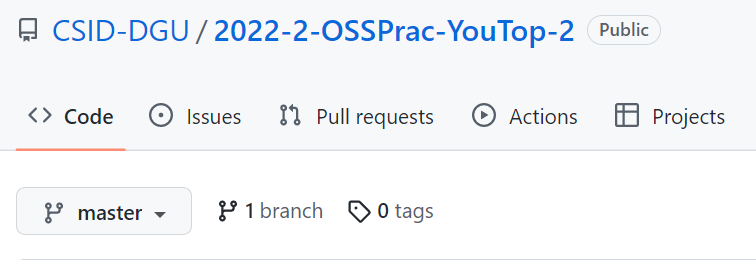 CSID-DGU / 2022-2-OSSPrac-YouTop-2 Public
Code Issues Pull requests Actions Projects
master 1 branch 0 tags